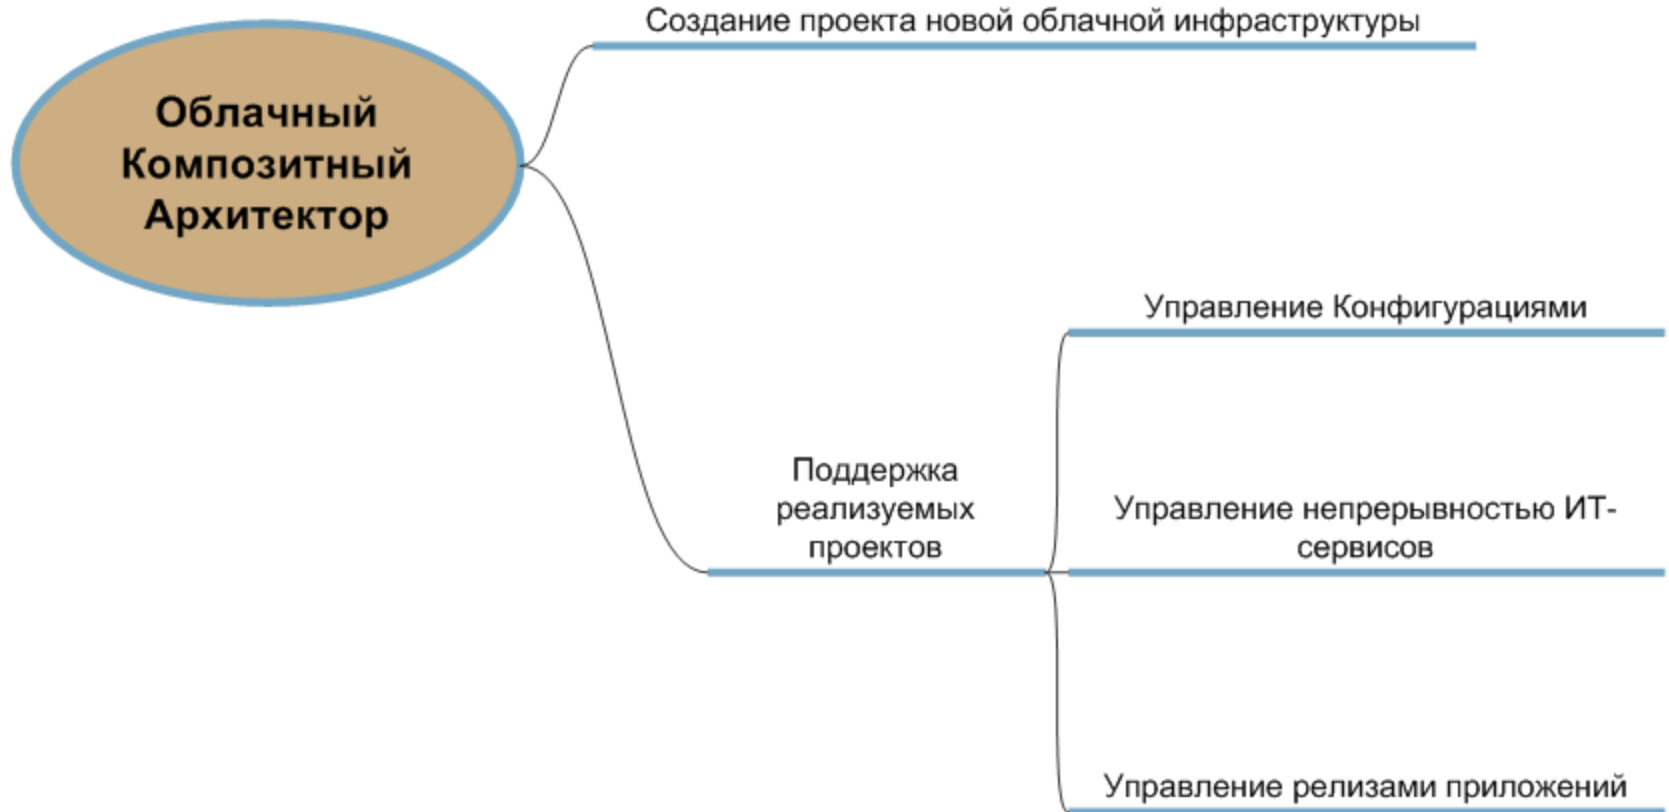 Создание проекта новой облачной инфраструктуры
Облачный
Композитный
Архитектор
Управление Конфигурациями
Поддержка
реализуемых
проектов
Управление непрерывностью ИТ-
сервисов
Управление релизами приложений